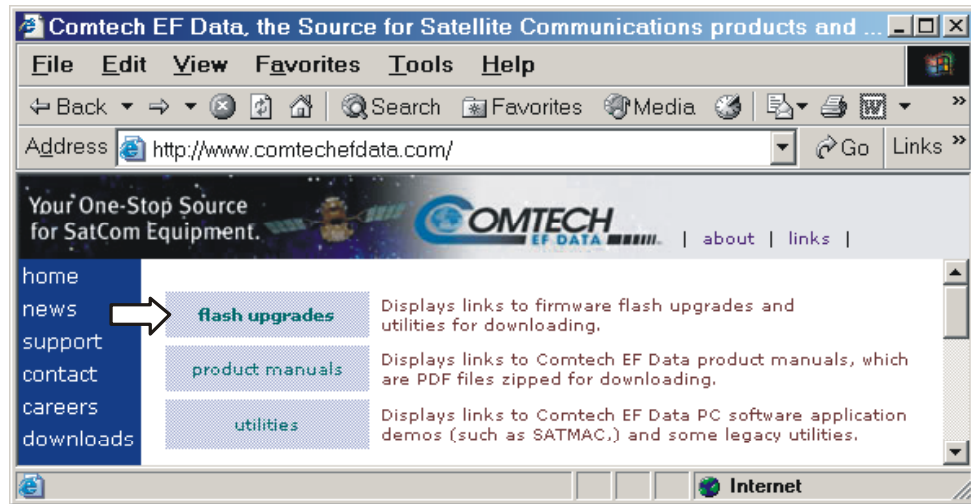 Comtech EF Data, the Source for Satellite Communications products and ...
File Edit View Favorites Tools Help
Back Search Favorites Media »
Address http://www.comtechefdata.com/ Go Links »
Your One-Stop Source
for SatCom Equipment.
COMTECH
EF DATA
| about | links |
home
news
support
contact
careers
downloads
flash upgrades
Displays links to firmware flash upgrades and
utilities for downloading.
product manuals
Displays links to Comtech EF Data product manuals, which
are PDF files zipped for downloading.
utilities
Displays links to Comtech EF Data PC software application
demos (such as SATMAC,) and some legacy utilities.
Internet